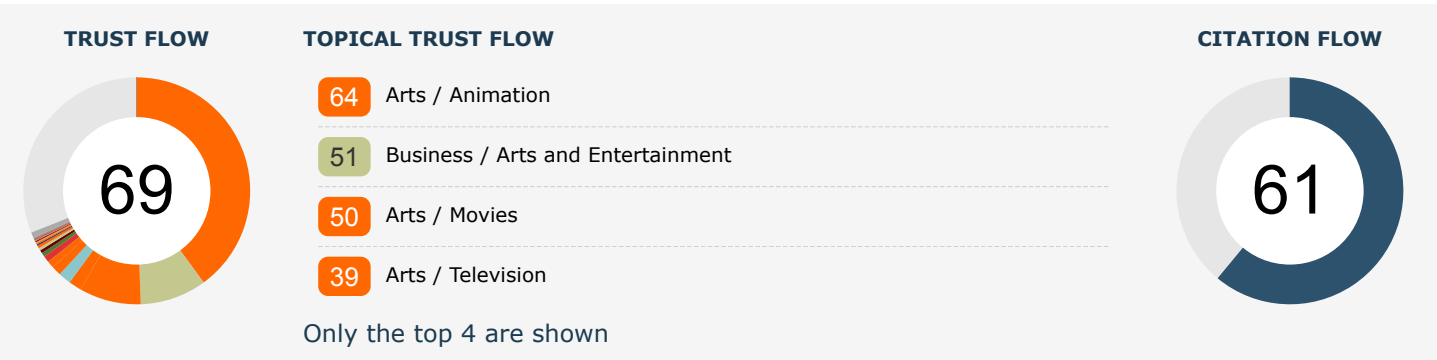 TRUST FLOW
69
TOPICAL TRUST FLOW
64 Arts / Animation
51 Business / Arts and Entertainment
50 Arts / Movies
39 Arts / Television
Only the top 4 are shown
CITATION FLOW
61